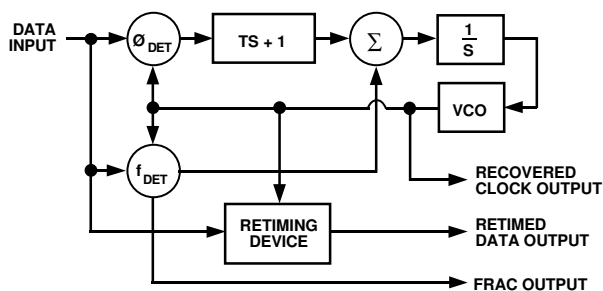 DATA
INPUT
Ø DET
TS + 1
Σ
1
S
VCO
f DET
RETIMING
DEVICE
RECOVERED
CLOCK OUTPUT
RETIMED
DATA OUTPUT
FRAC OUTPUT